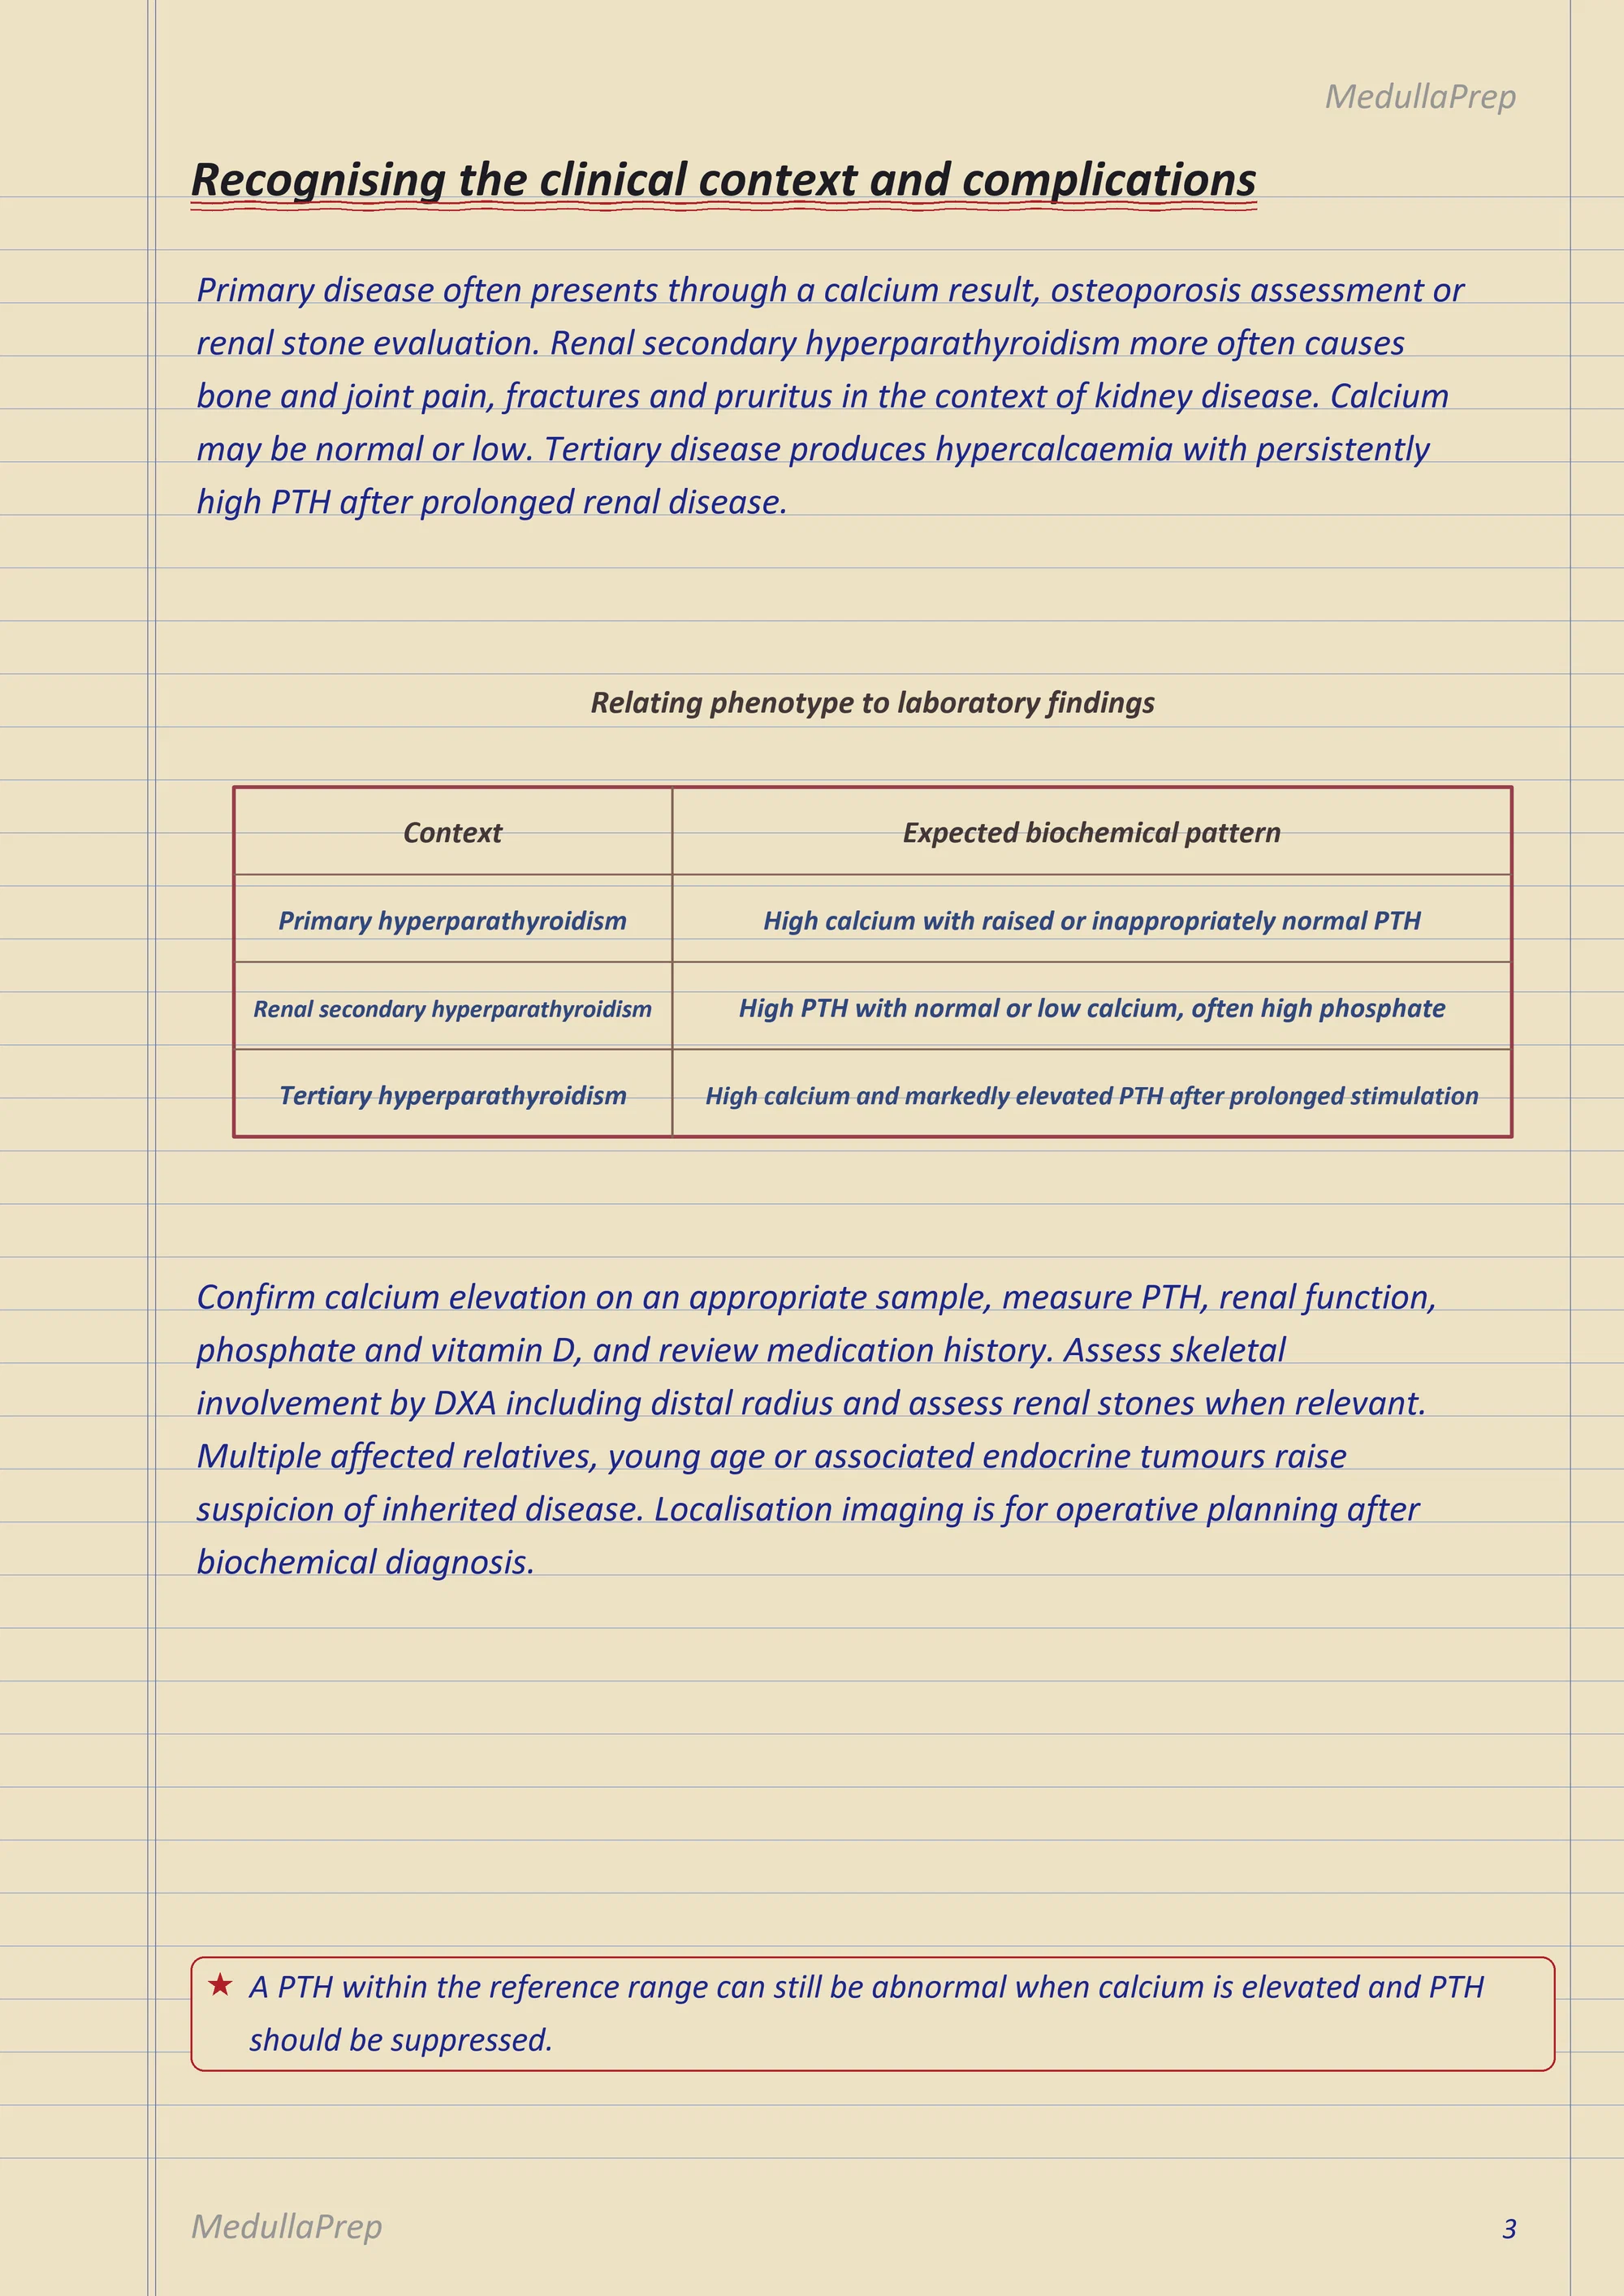 MedullaPrep
Recognising the clinical context and complications
Primary disease often presents through a calcium result, osteoporosis assessment or
renal stone evaluation. Renal secondary hyperparathyroidism more often causes
bone and joint pain, fractures and pruritus in the context of kidney disease. Calcium
may be normal or low. Tertiary disease produces hypercalcaemia with persistently
high PTH after prolonged renal disease.
Relating phenotype to laboratory findings
Context Expected biochemical pattern
Primary hyperparathyroidism High calcium with raised or inappropriately normal PTH
Renal secondary hyperparathyroidism High PTH with normal or low calcium, often high phosphate
Tertiary hyperparathyroidism High calcium and markedly elevated PTH after prolonged stimulation
Confirm calcium elevation on an appropriate sample, measure PTH, renal function,
phosphate and vitamin D, and review medication history. Assess skeletal
involvement by DXA including distal radius and assess renal stones when relevant.
Multiple affected relatives, young age or associated endocrine tumours raise
suspicion of inherited disease. Localisation imaging is for operative planning after
biochemical diagnosis.
★ A PTH within the reference range can still be abnormal when calcium is elevated and PTH
should be suppressed.
MedullaPrep 3